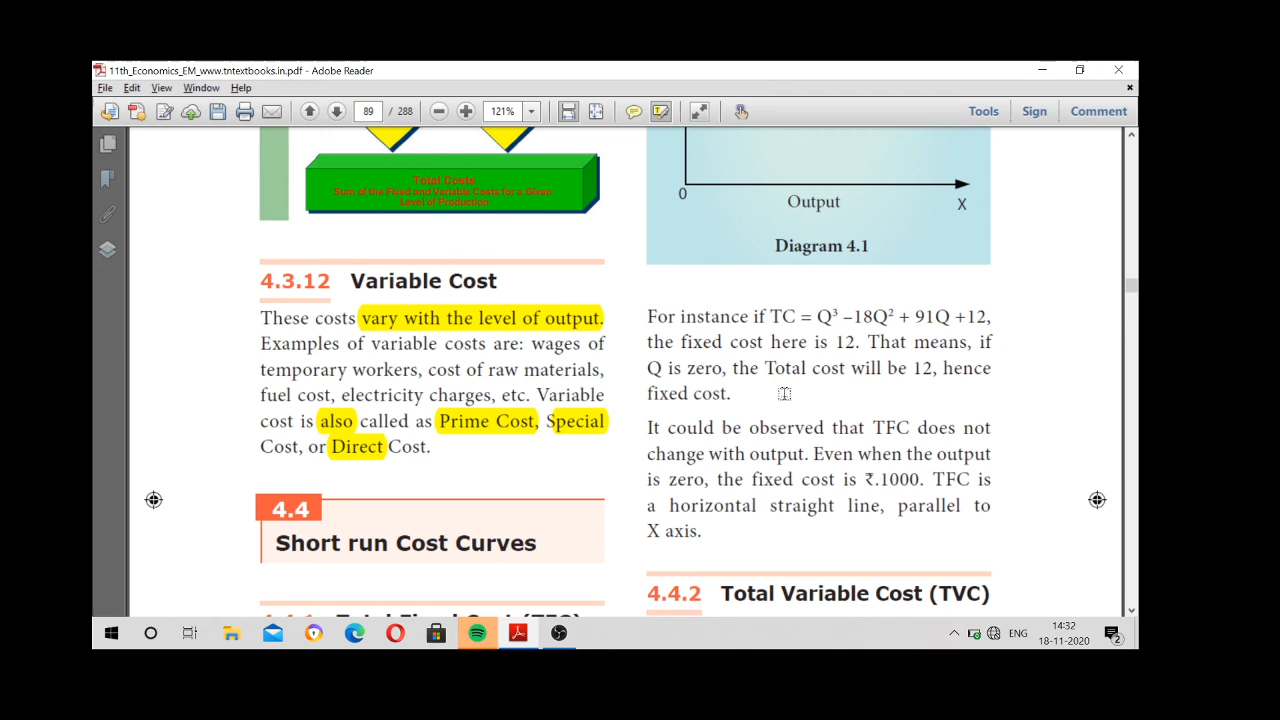 11th_Economics_EM_www.tntextbooks.in.pdf - Adobe Reader
File Edit View Window Help
89 / 288 121% Tools Sign Comment
Total Costs
Sum of the Fixed and Variable Costs for a Given
Level of Production
4.3.12 Variable Cost
These costs vary with the level of output.
Examples of variable costs are: wages of
temporary workers, cost of raw materials,
fuel cost, electricity charges, etc. Variable
cost is also called as Prime Cost, Special
Cost, or Direct Cost.
4.4
Short run Cost Curves
0
Output
X
Diagram 4.1
For instance if TC = Q³ –18Q² + 91Q +12,
the fixed cost here is 12. That means, if
Q is zero, the Total cost will be 12, hence
fixed cost.
It could be observed that TFC does not
change with output. Even when the output
is zero, the fixed cost is ₹.1000. TFC is
a horizontal straight line, parallel to
X axis.
4.4.2 Total Variable Cost (TVC)
ENG
14:32
18-11-2020
2